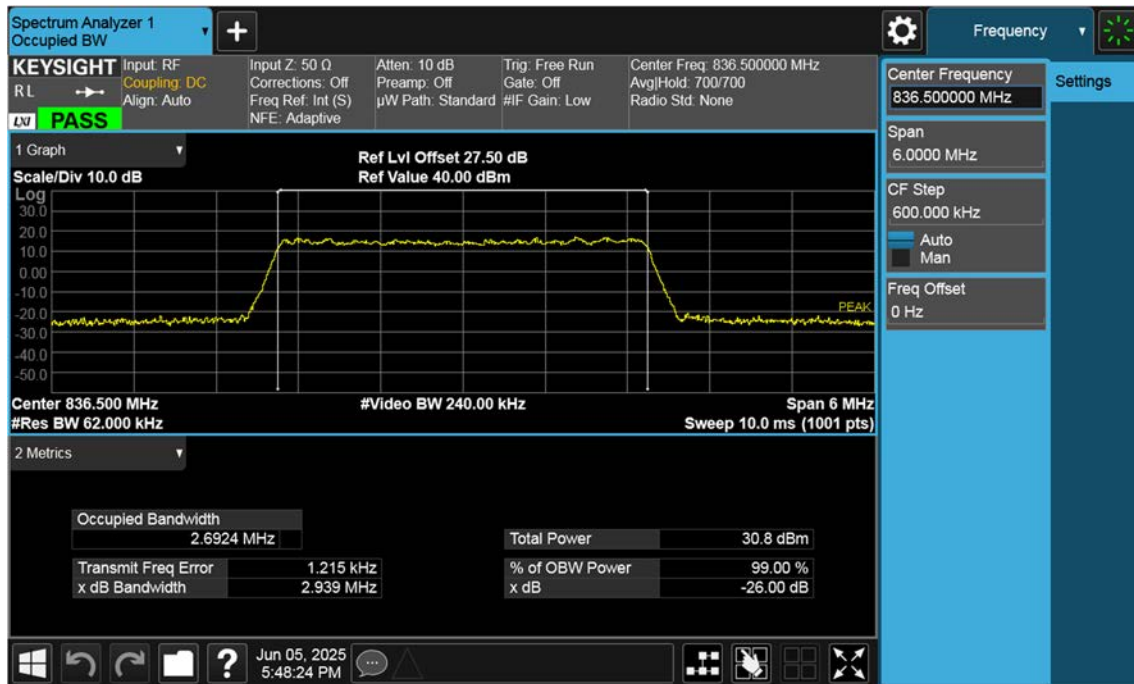 Spectrum Analyzer 1
Occupied BW
+
Frequency
KEYSIGHT
RL
LXI
PASS
Input: RF
Coupling: DC
Align: Auto
Input Z: 50 Ω
Corrections: Off
Freq Ref: Int (S)
NFE: Adaptive
Atten: 10 dB
Preamp: Off
µW Path: Standard
Trig: Free Run
Gate: Off
#IF Gain: Low
Center Freq: 836.500000 MHz
Avg|Hold: 700/700
Radio Std: None
Center Frequency
836.500000 MHz
Settings
Span
6.0000 MHz
CF Step
600.000 kHz
Auto
Man
Freq Offset
0 Hz
1 Graph
Scale/Div 10.0 dB
Ref Lvl Offset 27.50 dB
Ref Value 40.00 dBm
Log
30.0
20.0
10.0
0.00
-10.0
-20.0
-30.0
-40.0
-50.0
PEAK
Center 836.500 MHz
#Video BW 240.00 kHz
Span 6 MHz
#Res BW 62.000 kHz
Sweep 10.0 ms (1001 pts)
2 Metrics
Occupied Bandwidth
2.6924 MHz
Total Power 30.8 dBm
Transmit Freq Error 1.215 kHz
% of OBW Power 99.00 %
x dB Bandwidth 2.939 MHz
x dB -26.00 dB
?
Jun 05, 2025
5:48:24 PM